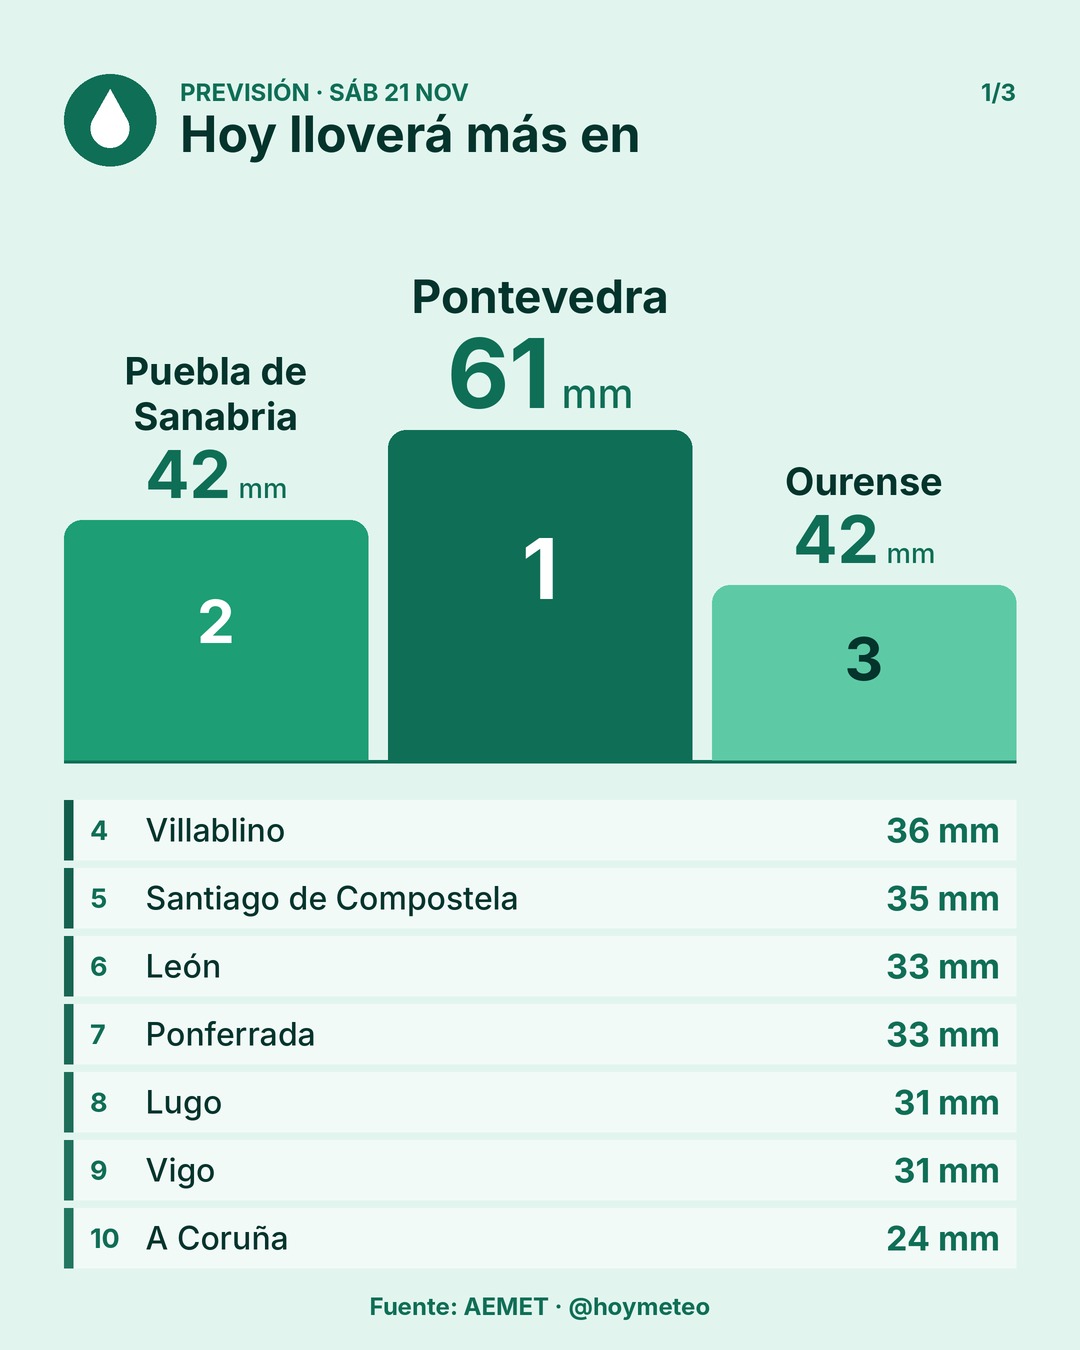 PREVISIÓN · SÁB 21 NOV
1/3
Hoy lloverá más en
Pontevedra
61 mm
Puebla de
Sanabria
42 mm
Ourense
42 mm
1
2
3
4 Villablino 36 mm
5 Santiago de Compostela 35 mm
6 León 33 mm
7 Ponferrada 33 mm
8 Lugo 31 mm
9 Vigo 31 mm
10 A Coruña 24 mm
Fuente: AEMET · @hoymeteo